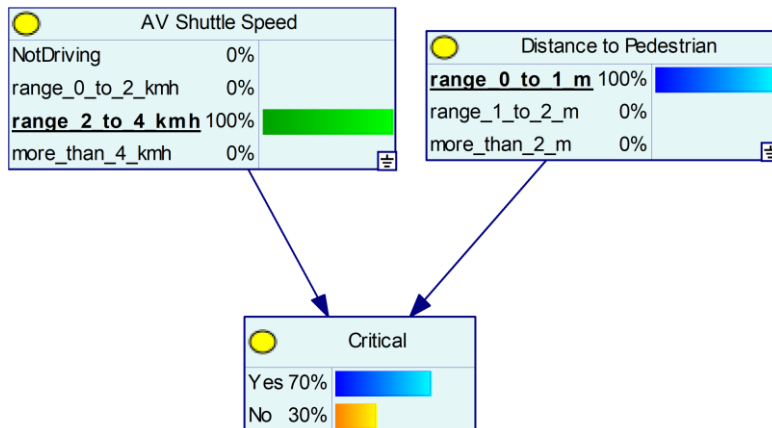 AV Shuttle Speed
NotDriving 0%
range_0_to_2_kmh 0%
range_2_to_4_kmh 100%
more_than_4_kmh 0%
Distance to Pedestrian
range_0_to_1_m 100%
range_1_to_2_m 0%
more_than_2_m 0%
Critical
Yes 70%
No 30%